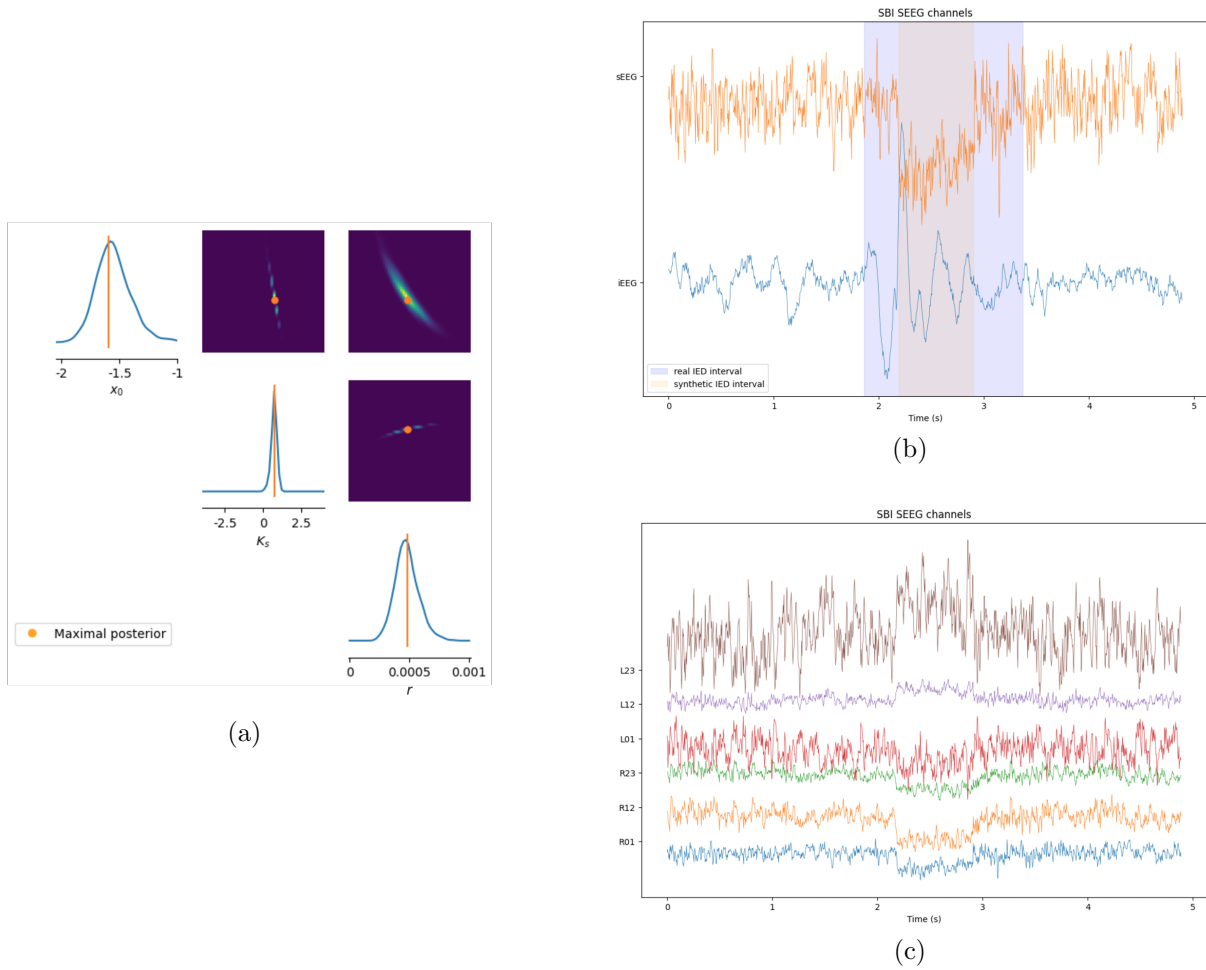 -2
-1.5
-1
x₀
-2.5
0
2.5
Kₛ
0
0.0005
0.001
r
Maximal posterior
(a)
SBI SEEG channels
sEEG
iEEG
real IED interval
synthetic IED interval
0
1
2
3
4
5
Time (s)
(b)
SBI SEEG channels
L23
L12
L01
R23
R12
R01
0
1
2
3
4
5
Time (s)
(c)